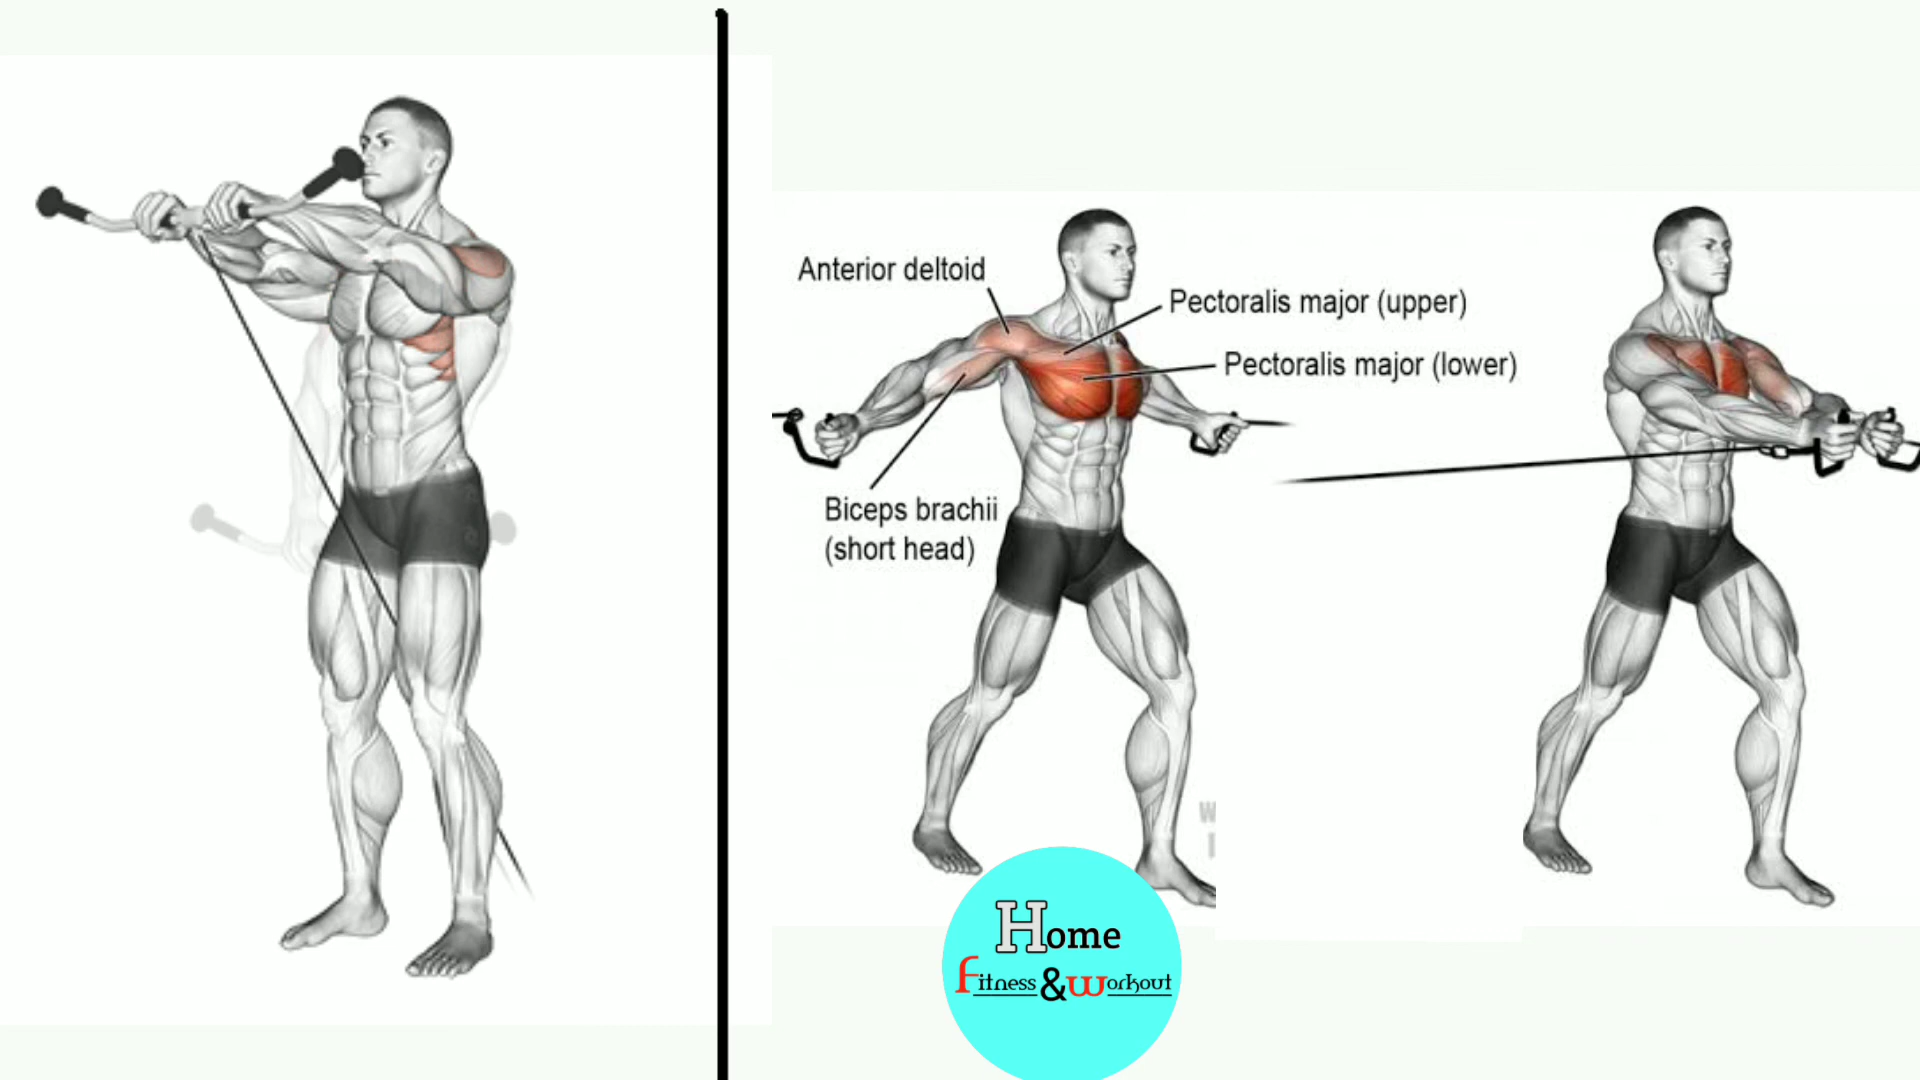 Anterior deltoid
Pectoralis major (upper)
Pectoralis major (lower)
Biceps brachii
(short head)
Home
Fitness & Workout